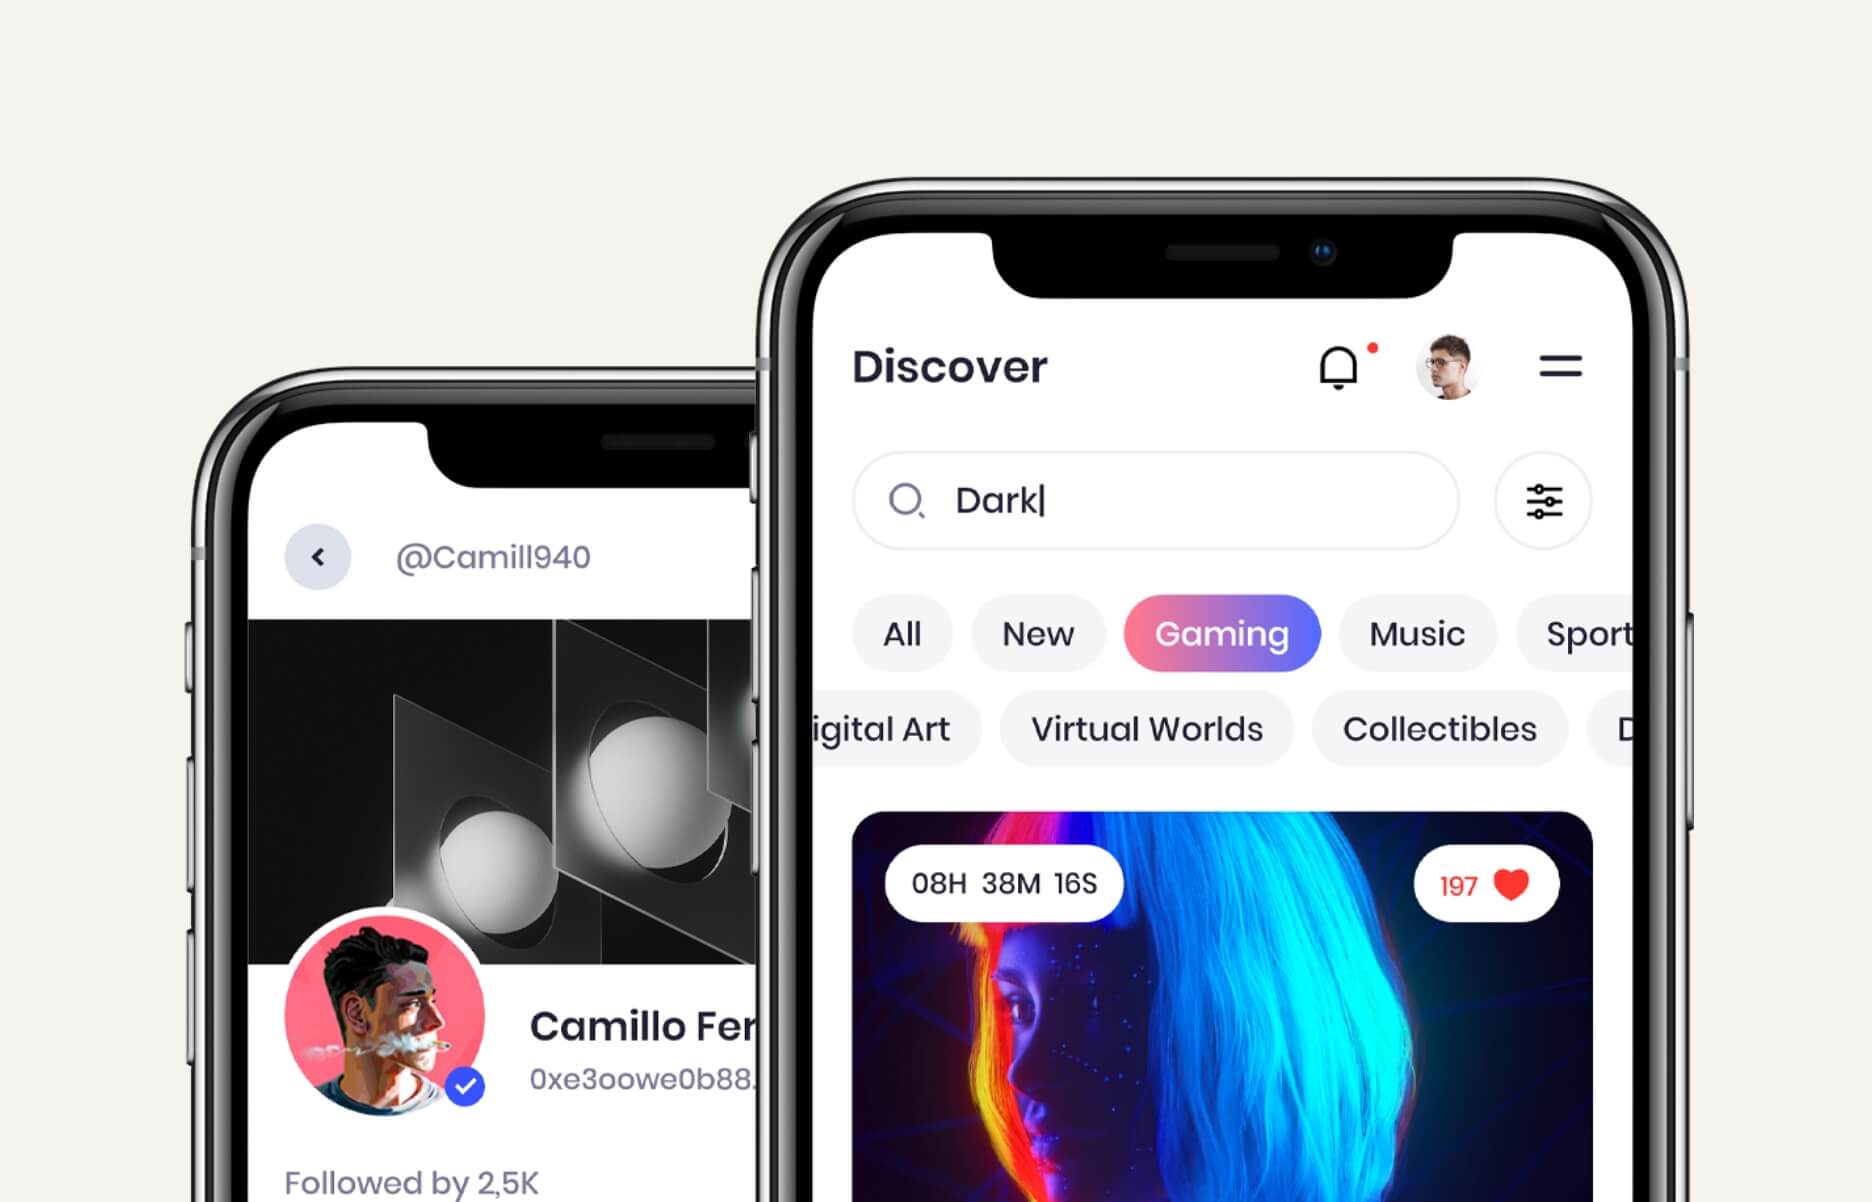 @Camill940
Camillo Fer
0xe3oowe0b88.
Followed by 2,5K
Discover
Dark
All New Gaming Music Sport
igital Art Virtual Worlds Collectibles D
08H 38M 16S
197